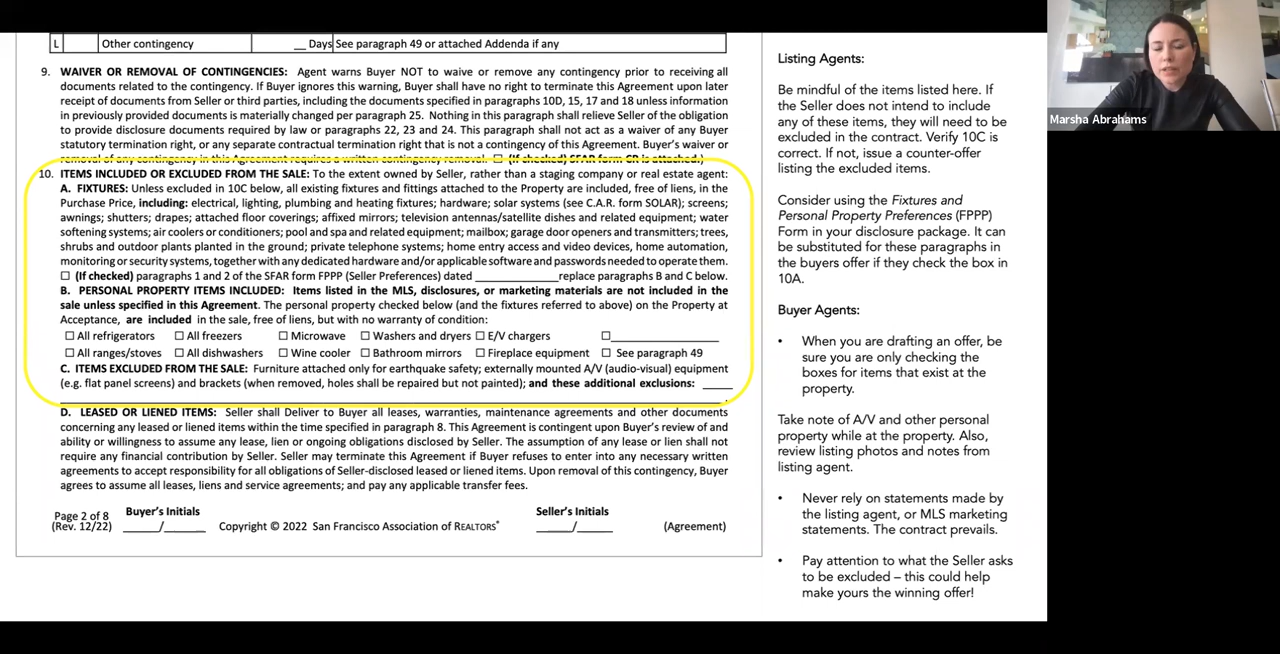 L Other contingency __ Days See paragraph 49 or attached Addenda if any
9. WAIVER OR REMOVAL OF CONTINGENCIES: Agent warns Buyer NOT to waive or remove any contingency prior to receiving all
documents related to the contingency. If Buyer ignores this warning, Buyer shall have no right to terminate this Agreement upon later
receipt of documents from Seller or third parties, including the documents specified in paragraphs 10D, 15, 17 and 18 unless information
in previously provided documents is materially changed per paragraph 25. Nothing in this paragraph shall relieve Seller of the obligation
to provide disclosure documents required by law or paragraphs 22, 23 and 24. This paragraph shall not act as a waiver of any Buyer
statutory termination right, or any separate contractual termination right that is not a contingency of this Agreement. Buyer's waiver or
removal of any contingency in this Agreement requires a written contingency removal. ☐ (If checked) SFAR form CR is attached.)
10. ITEMS INCLUDED OR EXCLUDED FROM THE SALE: To the extent owned by Seller, rather than a staging company or real estate agent:
A. FIXTURES: Unless excluded in 10C below, all existing fixtures and fittings attached to the Property are included, free of liens, in the
Purchase Price, including: electrical, lighting, plumbing and heating fixtures; hardware; solar systems (see C.A.R. form SOLAR); screens;
awnings; shutters; drapes; attached floor coverings; affixed mirrors; television antennas/satellite dishes and related equipment; water
softening systems; air coolers or conditioners; pool and spa and related equipment; mailbox; garage door openers and transmitters; trees,
shrubs and outdoor plants planted in the ground; private telephone systems; home entry access and video devices, home automation,
monitoring or security systems, together with any dedicated hardware and/or applicable software and passwords needed to operate them.
☐ (If checked) paragraphs 1 and 2 of the SFAR form FPPP (Seller Preferences) dated ____________replace paragraphs B and C below.
B. PERSONAL PROPERTY ITEMS INCLUDED: Items listed in the MLS, disclosures, or marketing materials are not included in the
sale unless specified in this Agreement. The personal property checked below (and the fixtures referred to above) on the Property at
Acceptance, are included in the sale, free of liens, but with no warranty of condition:
☐ All refrigerators ☐ All freezers ☐ Microwave ☐ Washers and dryers ☐ E/V chargers ☐____________________
☐ All ranges/stoves ☐ All dishwashers ☐ Wine cooler ☐ Bathroom mirrors ☐ Fireplace equipment ☐ See paragraph 49
C. ITEMS EXCLUDED FROM THE SALE: Furniture attached only for earthquake safety; externally mounted A/V (audio-visual) equipment
(e.g. flat panel screens) and brackets (when removed, holes shall be repaired but not painted); and these additional exclusions: _____
____________________.
D. LEASED OR LIENED ITEMS: Seller shall Deliver to Buyer all leases, warranties, maintenance agreements and other documents
concerning any leased or liened items within the time specified in paragraph 8. This Agreement is contingent upon Buyer's review of and
ability or willingness to assume any lease, lien or ongoing obligations disclosed by Seller. The assumption of any lease or lien shall not
require any financial contribution by Seller. Seller may terminate this Agreement if Buyer refuses to enter into any necessary written
agreements to accept responsibility for all obligations of Seller-disclosed leased or liened items. Upon removal of this contingency, Buyer
agrees to assume all leases, liens and service agreements; and pay any applicable transfer fees.
Page 2 of 8 Buyer's Initials Seller's Initials
(Rev. 12/22) ______/______ Copyright © 2022 San Francisco Association of REALTORS® _____/_____ (Agreement)
Listing Agents:
Be mindful of the items listed here. If
the Seller does not intend to include
any of these items, they will need to be
excluded in the contract. Verify 10C is
correct. If not, issue a counter-offer
listing the excluded items.
Consider using the Fixtures and
Personal Property Preferences (FPPP)
Form in your disclosure package. It can
be substituted for these paragraphs in
the buyers offer if they check the box in
10A.
Buyer Agents:
• When you are drafting an offer, be
sure you are only checking the
boxes for items that exist at the
property.
Take note of A/V and other personal
property while at the property. Also,
review listing photos and notes from
listing agent.
• Never rely on statements made by
the listing agent, or MLS marketing
statements. The contract prevails.
• Pay attention to what the Seller asks
to be excluded – this could help
make yours the winning offer!
Marsha Abrahams